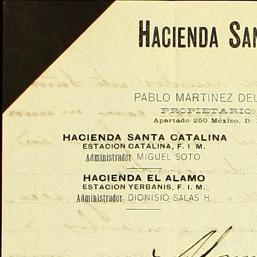 HACIENDA SAN
PABLO MARTINEZ DEL
PROPIETARIO.
Apartado 250 México, D.
HACIENDA SANTA CATALINA
ESTACION CATALINA, F. I M.
Administrador MIGUEL SOTO
HACIENDA EL ALAMO
ESTACION YERBANIS, F. I. M.
Administrador DIONISIO SALAS H.